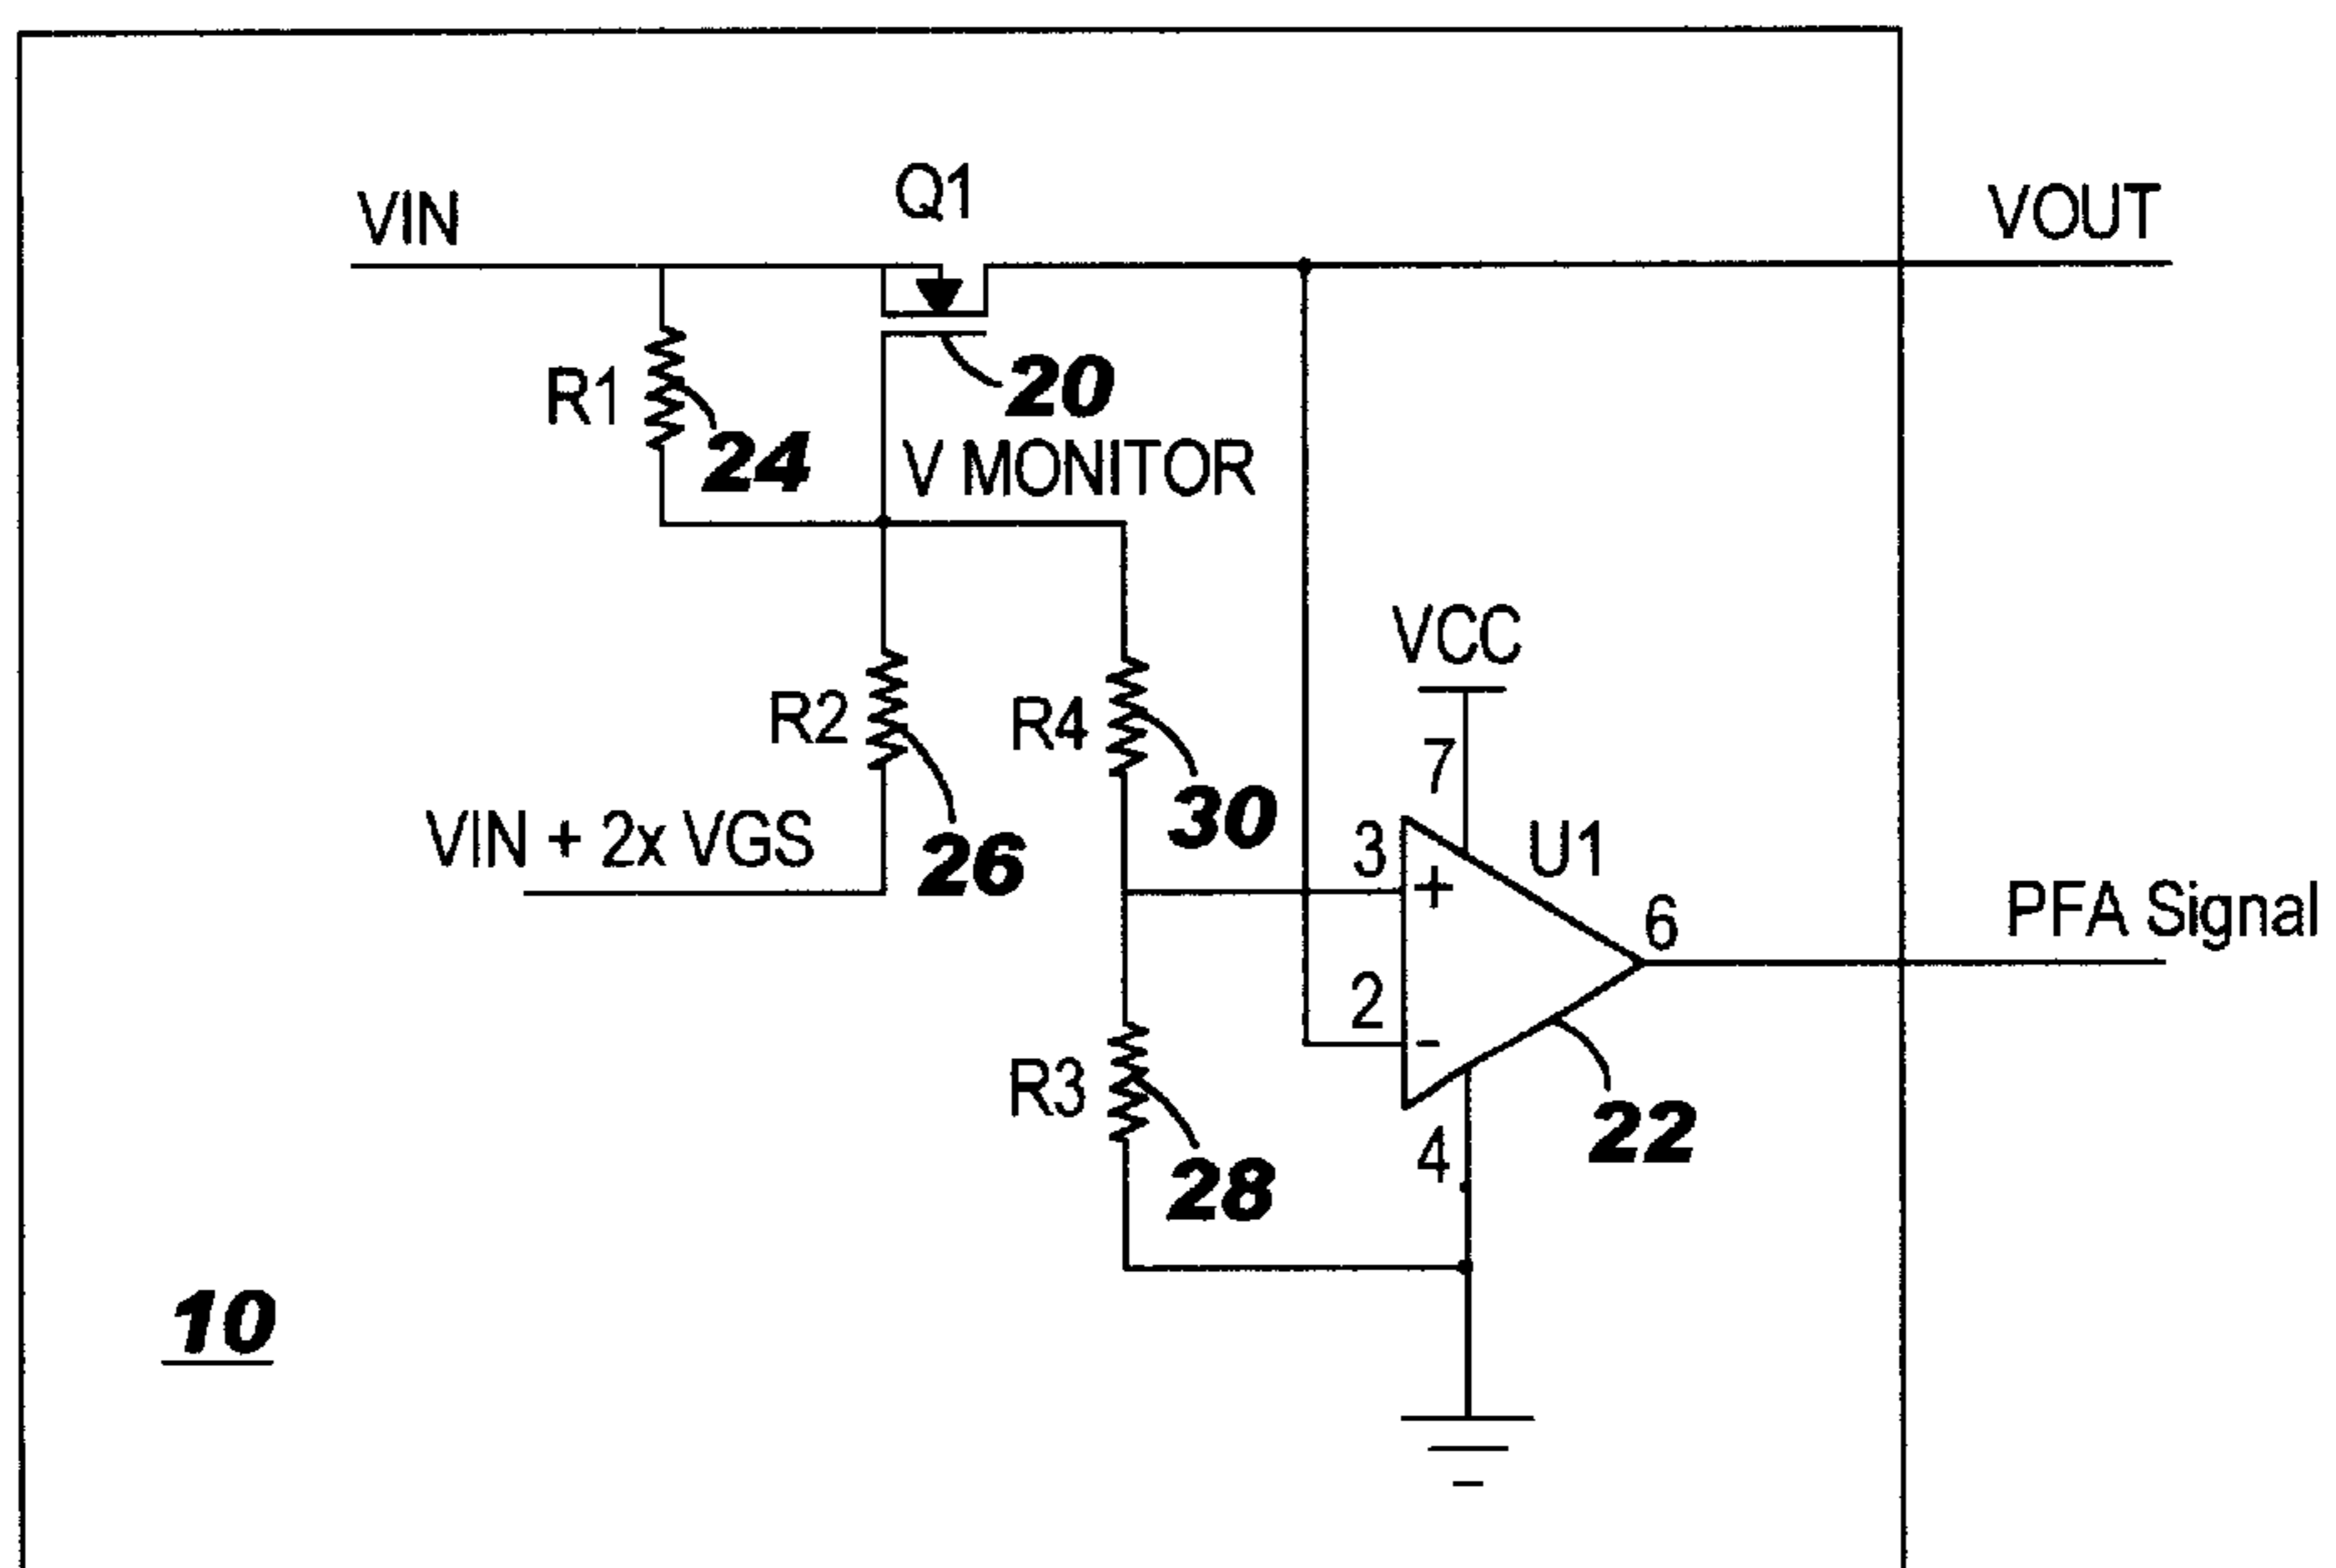 Q1
VIN
VOUT
20
R1
24
V MONITOR
VCC
R2
R4
7
VIN + 2x VGS
26
30
3
+
U1
6
PFA Signal
2
-
R3
28
4
22
10